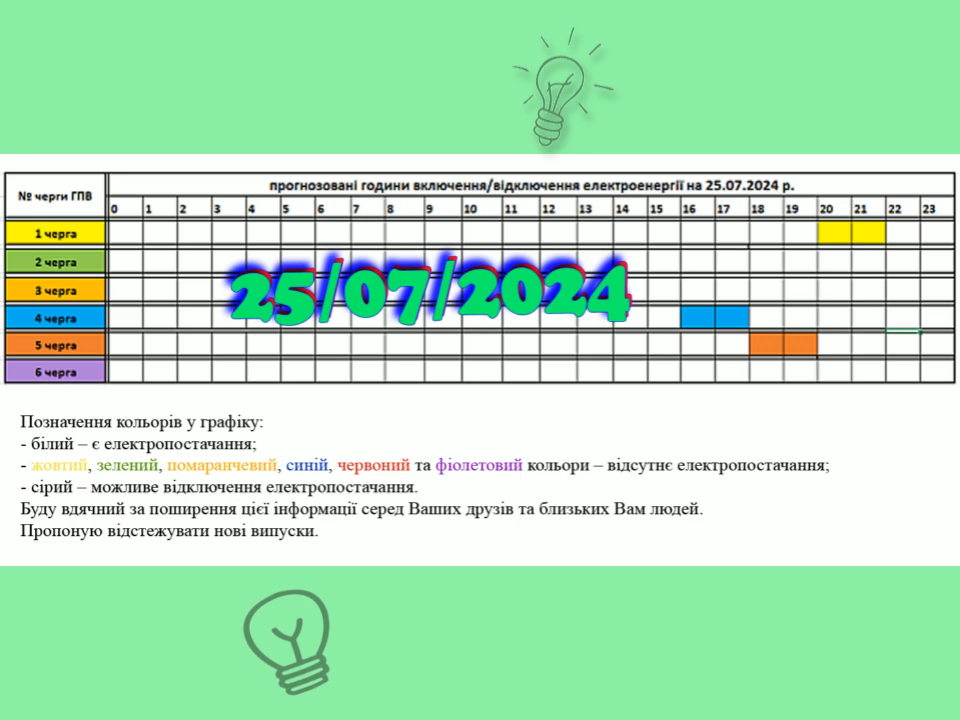 № черги ГПВ
прогнозовані години включення/відключення електроенергії на 25.07.2024 р.
0 1 2 3 4 5 6 7 8 9 10 11 12 13 14 15 16 17 18 19 20 21 22 23
1 черга
2 черга
3 черга
4 черга
5 черга
6 черга
25/07/2024
Позначення кольорів у графіку:
- білий – є електропостачання;
- жовтий, зелений, помаранчевий, синій, червоний та фіолетовий кольори – відсутнє електропостачання;
- сірий – можливе відключення електропостачання.
Буду вдячний за поширення цієї інформації серед Ваших друзів та близьких Вам людей.
Пропоную відстежувати нові випуски.